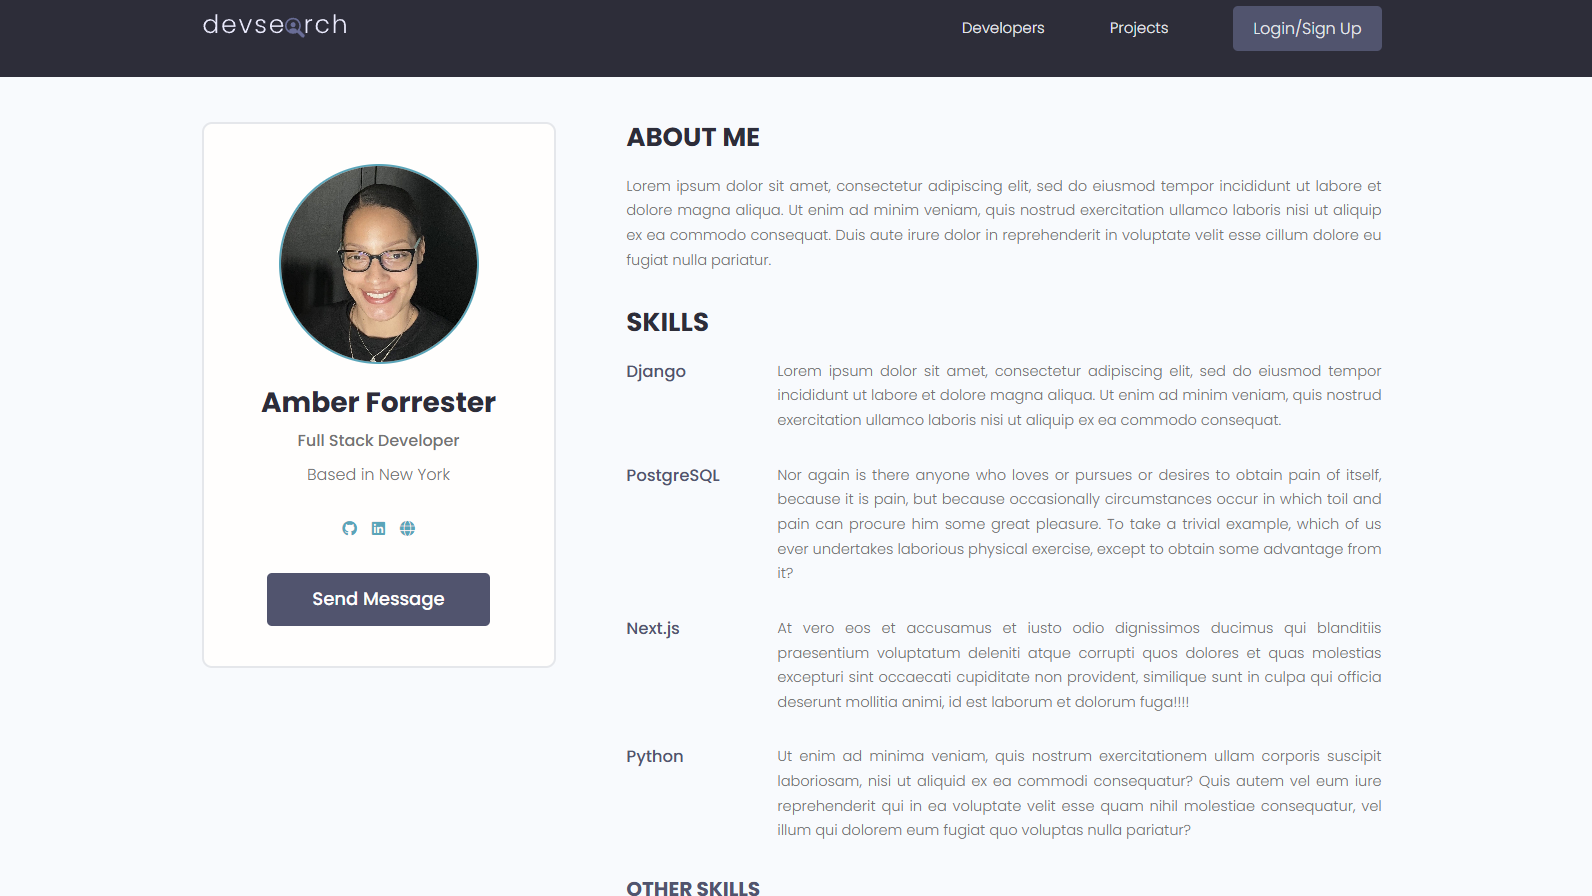 devsearch
Developers
Projects
Login/Sign Up
Amber Forrester
Full Stack Developer
Based in New York
Send Message
ABOUT ME
Lorem ipsum dolor sit amet, consectetur adipiscing elit, sed do eiusmod tempor incididunt ut labore et
dolore magna aliqua. Ut enim ad minim veniam, quis nostrud exercitation ullamco laboris nisi ut aliquip
ex ea commodo consequat. Duis aute irure dolor in reprehenderit in voluptate velit esse cillum dolore eu
fugiat nulla pariatur.
SKILLS
Django
Lorem ipsum dolor sit amet, consectetur adipiscing elit, sed do eiusmod tempor
incididunt ut labore et dolore magna aliqua. Ut enim ad minim veniam, quis nostrud
exercitation ullamco laboris nisi ut aliquip ex ea commodo consequat.
PostgreSQL
Nor again is there anyone who loves or pursues or desires to obtain pain of itself,
because it is pain, but because occasionally circumstances occur in which toil and
pain can procure him some great pleasure. To take a trivial example, which of us
ever undertakes laborious physical exercise, except to obtain some advantage from
it?
Next.js
At vero eos et accusamus et iusto odio dignissimos ducimus qui blanditiis
praesentium voluptatum deleniti atque corrupti quos dolores et quas molestias
excepturi sint occaecati cupiditate non provident, similique sunt in culpa qui officia
deserunt mollitia animi, id est laborum et dolorum fuga!!!!
Python
Ut enim ad minima veniam, quis nostrum exercitationem ullam corporis suscipit
laboriosam, nisi ut aliquid ex ea commodi consequatur? Quis autem vel eum iure
reprehenderit qui in ea voluptate velit esse quam nihil molestiae consequatur, vel
illum qui dolorem eum fugiat quo voluptas nulla pariatur?
OTHER SKILLS